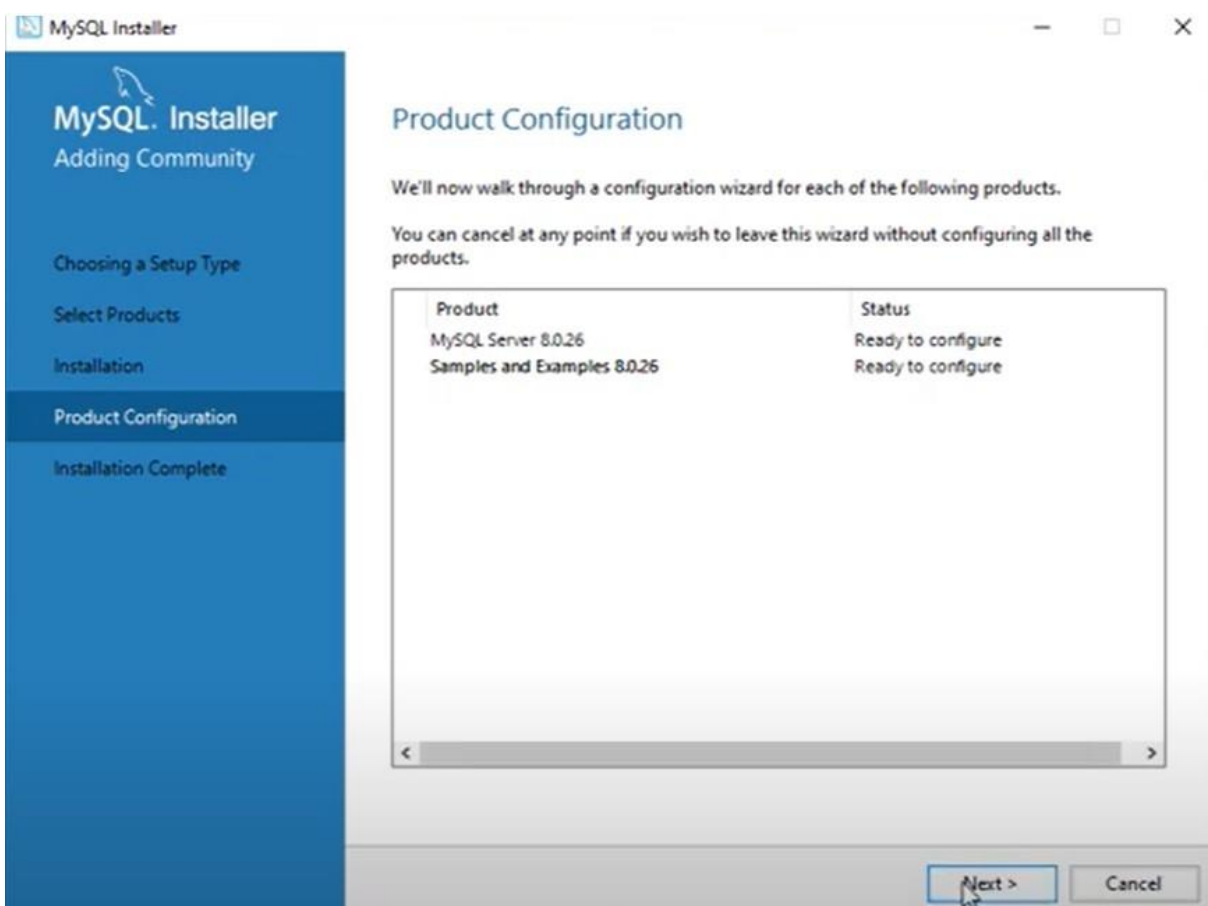 MySQL Installer
MySQL. Installer
Adding Community
Choosing a Setup Type
Select Products
Installation
Product Configuration
Installation Complete
Product Configuration
We'll now walk through a configuration wizard for each of the following products.
You can cancel at any point if you wish to leave this wizard without configuring all the
products.
Product Status
MySQL Server 8.0.26 Ready to configure
Samples and Examples 8.0.26 Ready to configure
Next > Cancel